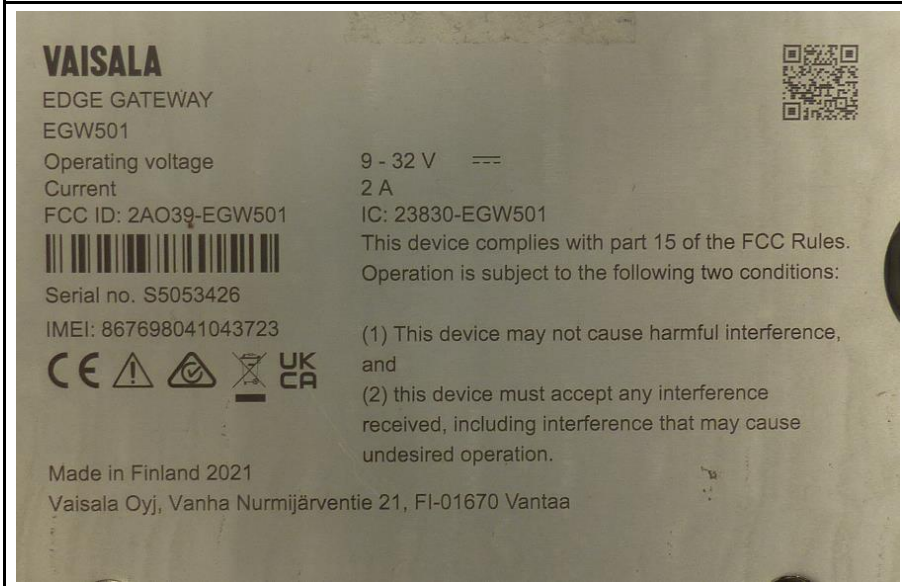 VAISALA
EDGE GATEWAY
EGW501
Operating voltage 9 - 32 V
Current 2 A
FCC ID: 2AO39-EGW501 IC: 23830-EGW501
This device complies with part 15 of the FCC Rules.
Operation is subject to the following two conditions:
Serial no. S5053426
IMEI: 867698041043723
(1) This device may not cause harmful interference,
and
(2) this device must accept any interference
received, including interference that may cause
undesired operation.
CE
UK
CA
Made in Finland 2021
Vaisala Oyj, Vanha Nurmijärventie 21, FI-01670 Vantaa